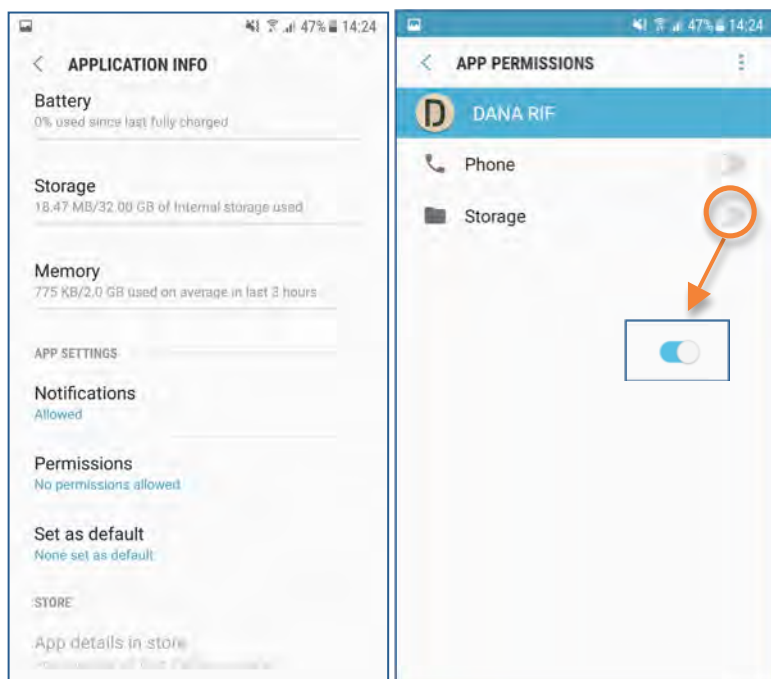 47% 14:24
APPLICATION INFO
Battery
0% used since last fully charged
Storage
18.47 MB/32.00 GB of Internal storage used
Memory
775 KB/2.0 GB used on average in last 3 hours
APP SETTINGS
Notifications
Allowed
Permissions
No permissions allowed
Set as default
None set as default
STORE
App details in store
47% 14:24
APP PERMISSIONS
D DANA RIF
Phone
Storage